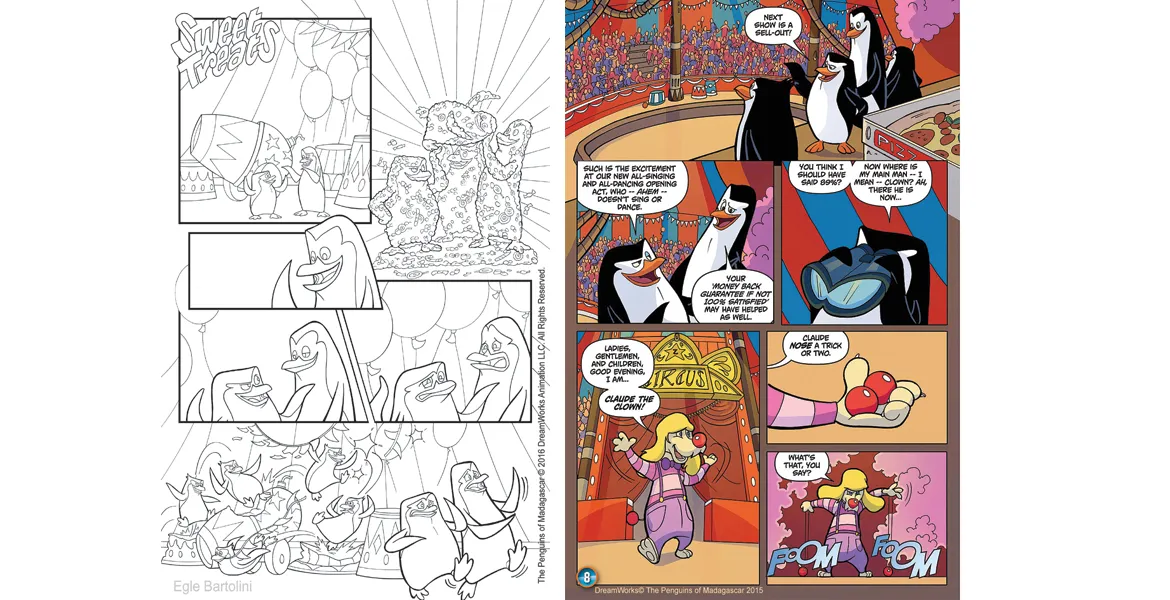 Sweet
Treats
Egle Bartolini
The Penguins of Madagascar © 2016 DreamWorks Animation LLC. All Rights Reserved.
NEXT
SHOW IS A
SELL-OUT!
PIZZ
SUCH IS THE EXCITEMENT
AT OUR NEW ALL-SINGING
AND ALL-DANCING OPENING
ACT, WHO -- AHEM --
DOESN'T SING OR
DANCE.
YOUR
'MONEY BACK
GUARANTEE IF NOT
100% SATISFIED'
MAY HAVE HELPED
AS WELL.
YOU THINK I
SHOULD HAVE
SAID 89%?
NOW WHERE IS
MY MAIN MAN -- I
MEAN -- CLOWN? AH,
THERE HE IS
NOW...
LADIES,
GENTLEMEN,
AND CHILDREN,
GOOD EVENING,
I AM...
CLAUDE THE
CLOWN!
Z
CIRCUS
CLAUDE
NOSE A TRICK
OR TWO.
WHAT'S
THAT, YOU
SAY?
FOOM
FOOM
8
DreamWorks© The Penguins of Madagascar 2015